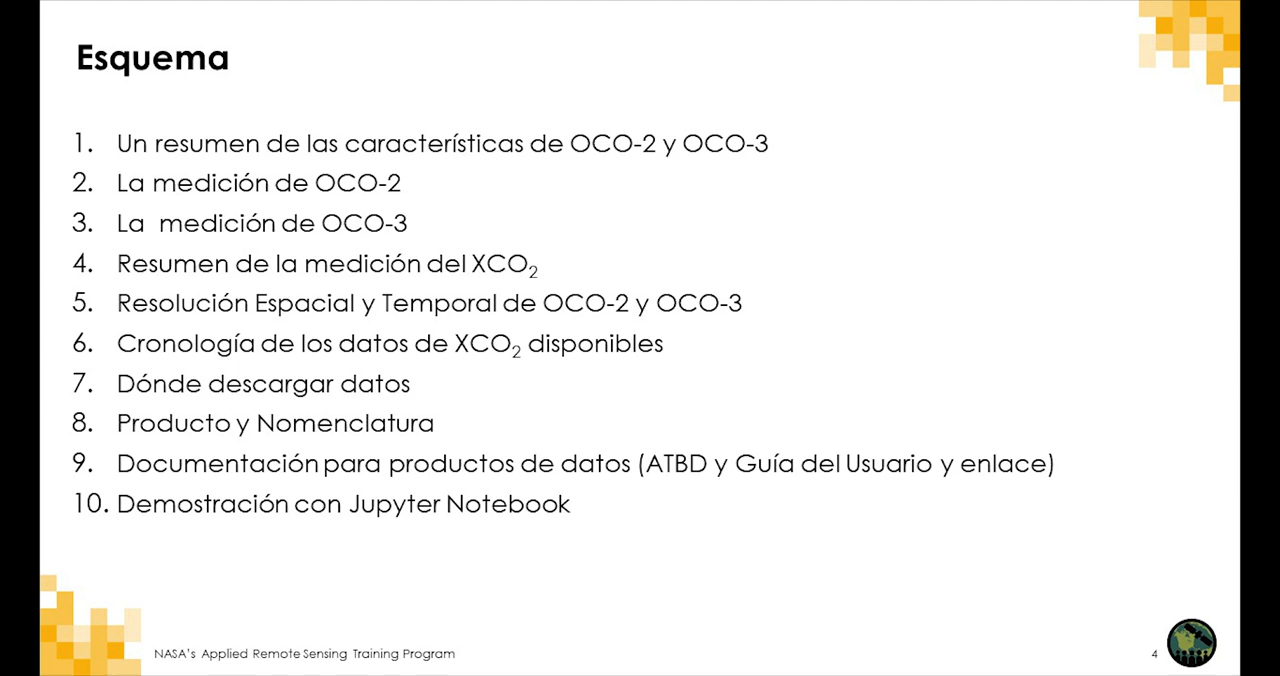 Esquema
1. Un resumen de las características de OCO-2 y OCO-3
2. La medición de OCO-2
3. La medición de OCO-3
4. Resumen de la medición del XCO₂
5. Resolución Espacial y Temporal de OCO-2 y OCO-3
6. Cronología de los datos de XCO₂ disponibles
7. Dónde descargar datos
8. Producto y Nomenclatura
9. Documentación para productos de datos (ATBD y Guía del Usuario y enlace)
10. Demostración con Jupyter Notebook
NASA's Applied Remote Sensing Training Program
4